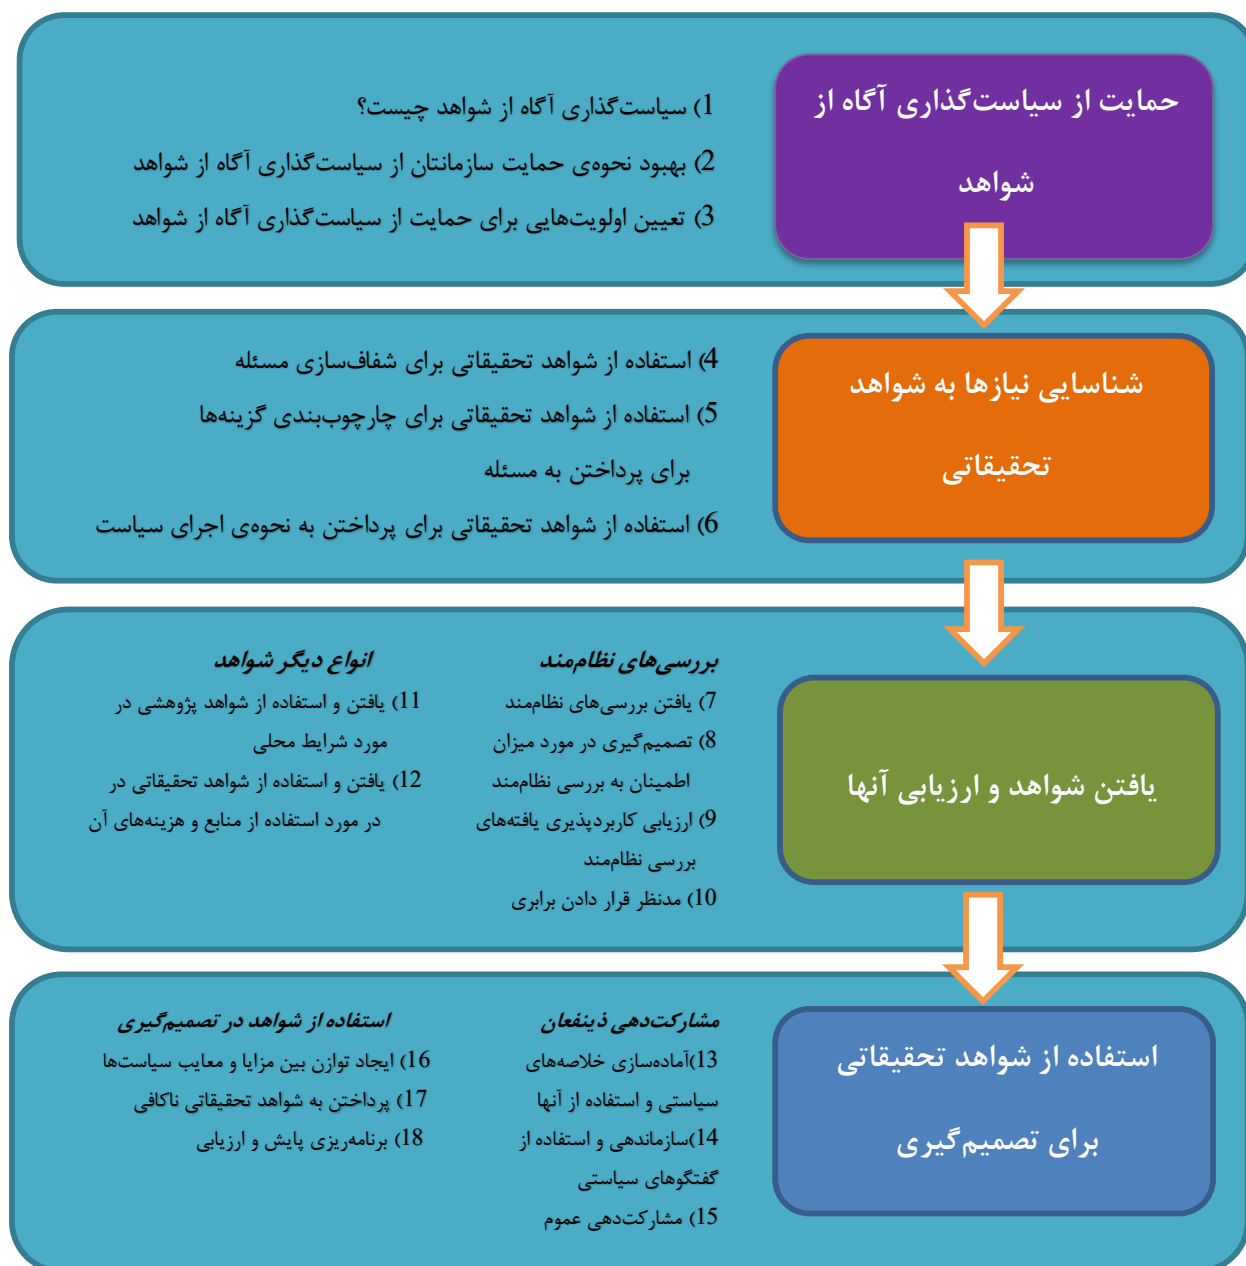 حمایت از سیاست‌گذاری آگاه از
شواهد
1) سیاست‌گذاری آگاه از شواهد چیست؟
2) بهبود نحوه‌ی حمایت سازمانتان از سیاست‌گذاری آگاه از شواهد
3) تعیین اولویت‌هایی برای حمایت از سیاست‌گذاری آگاه از شواهد
شناسایی نیازها به شواهد
تحقیقاتی
4) استفاده از شواهد تحقیقاتی برای شفاف‌سازی مسئله
5) استفاده از شواهد تحقیقاتی برای چارچوب‌بندی گزینه‌ها
برای پرداختن به مسئله
6) استفاده از شواهد تحقیقاتی برای پرداختن به نحوه‌ی اجرای سیاست
یافتن شواهد و ارزیابی آنها
بررسی‌های نظام‌مند
7) یافتن بررسی‌های نظام‌مند
8) تصمیم‌گیری در مورد میزان
اطمینان به بررسی نظام‌مند
9) ارزیابی کاربردپذیری یافته‌های
بررسی نظام‌مند
10) مدنظر قرار دادن برابری
انواع دیگر شواهد
11) یافتن و استفاده از شواهد پژوهشی در
مورد شرایط محلی
12) یافتن و استفاده از شواهد تحقیقاتی در
در مورد استفاده از منابع و هزینه‌های آن
استفاده از شواهد تحقیقاتی
برای تصمیم‌گیری
مشارکت‌دهی ذینفعان
13)آماده‌سازی خلاصه‌های
سیاستی و استفاده از آنها
14)سازماندهی و استفاده از
گفتگوهای سیاستی
15) مشارکت‌دهی عموم
استفاده از شواهد در تصمیم‌گیری
16) ایجاد توازن بین مزایا و معایب سیاست‌ها
17) پرداختن به شواهد تحقیقاتی ناکافی
18) برنامه‌ریزی پایش و ارزیابی